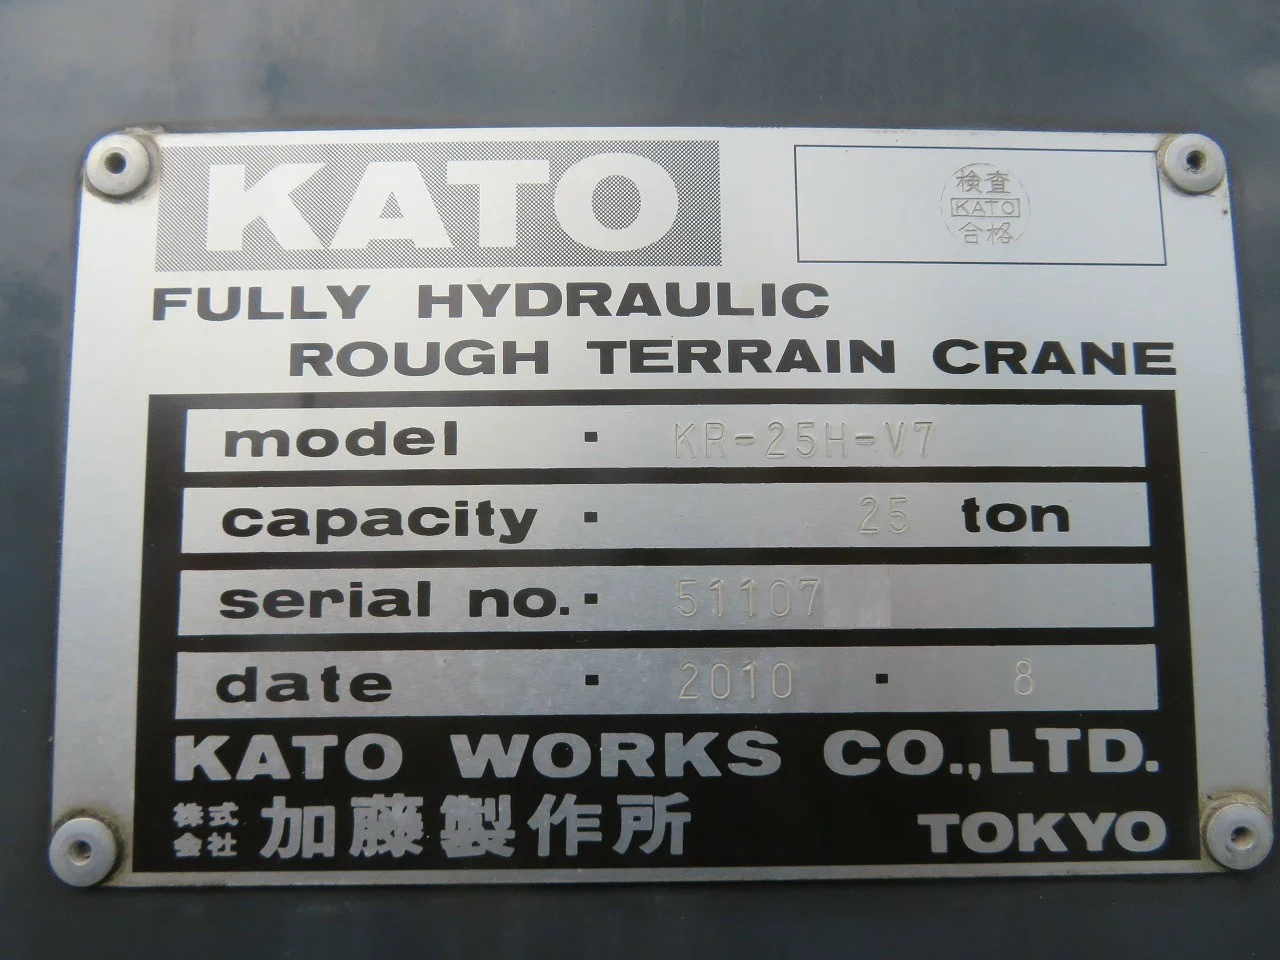 KATO
検査
KATO
合格
FULLY HYDRAULIC
ROUGH TERRAIN CRANE
model · KR-25H-V7
capacity · 25 ton
serial no. · 51107
date · 2010 · 8
KATO WORKS CO.,LTD.
株式会社 加藤製作所 TOKYO